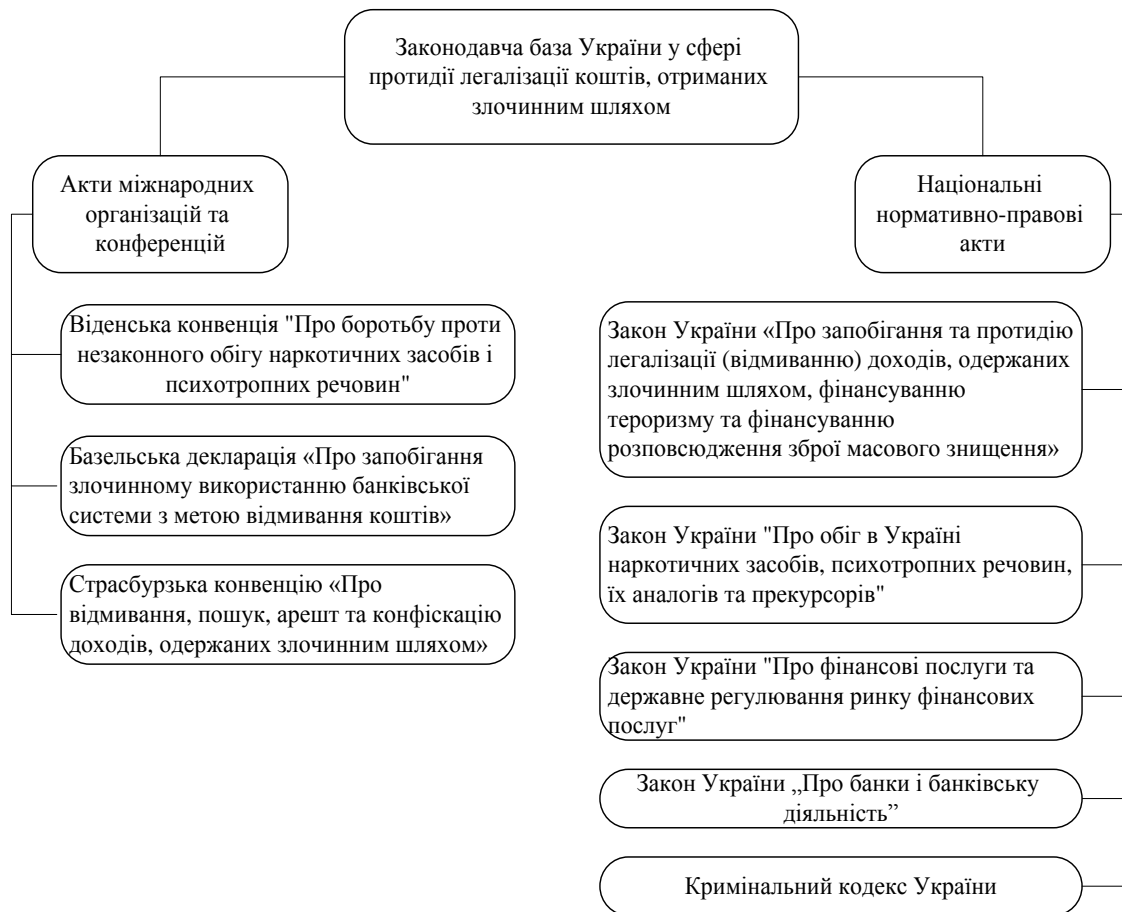 Законодавча база України у сфері
протидії легалізації коштів, отриманих
злочинним шляхом
Акти міжнародних
організацій та
конференцій
Національні
нормативно-правові
акти
Віденська конвенція "Про боротьбу проти
незаконного обігу наркотичних засобів і
психотропних речовин"
Базельська декларація «Про запобігання
злочинному використанню банківської
системи з метою відмивання коштів»
Страсбурзька конвенцію «Про
відмивання, пошук, арешт та конфіскацію
доходів, одержаних злочинним шляхом»
Закон України «Про запобігання та протидію
легалізації (відмиванню) доходів, одержаних
злочинним шляхом, фінансуванню
тероризму та фінансуванню
розповсюдження зброї масового знищення»
Закон України "Про обіг в Україні
наркотичних засобів, психотропних речовин,
їх аналогів та прекурсорів"
Закон України "Про фінансові послуги та
державне регулювання ринку фінансових
послуг"
Закон України „Про банки і банківську
діяльність”
Кримінальний кодекс України